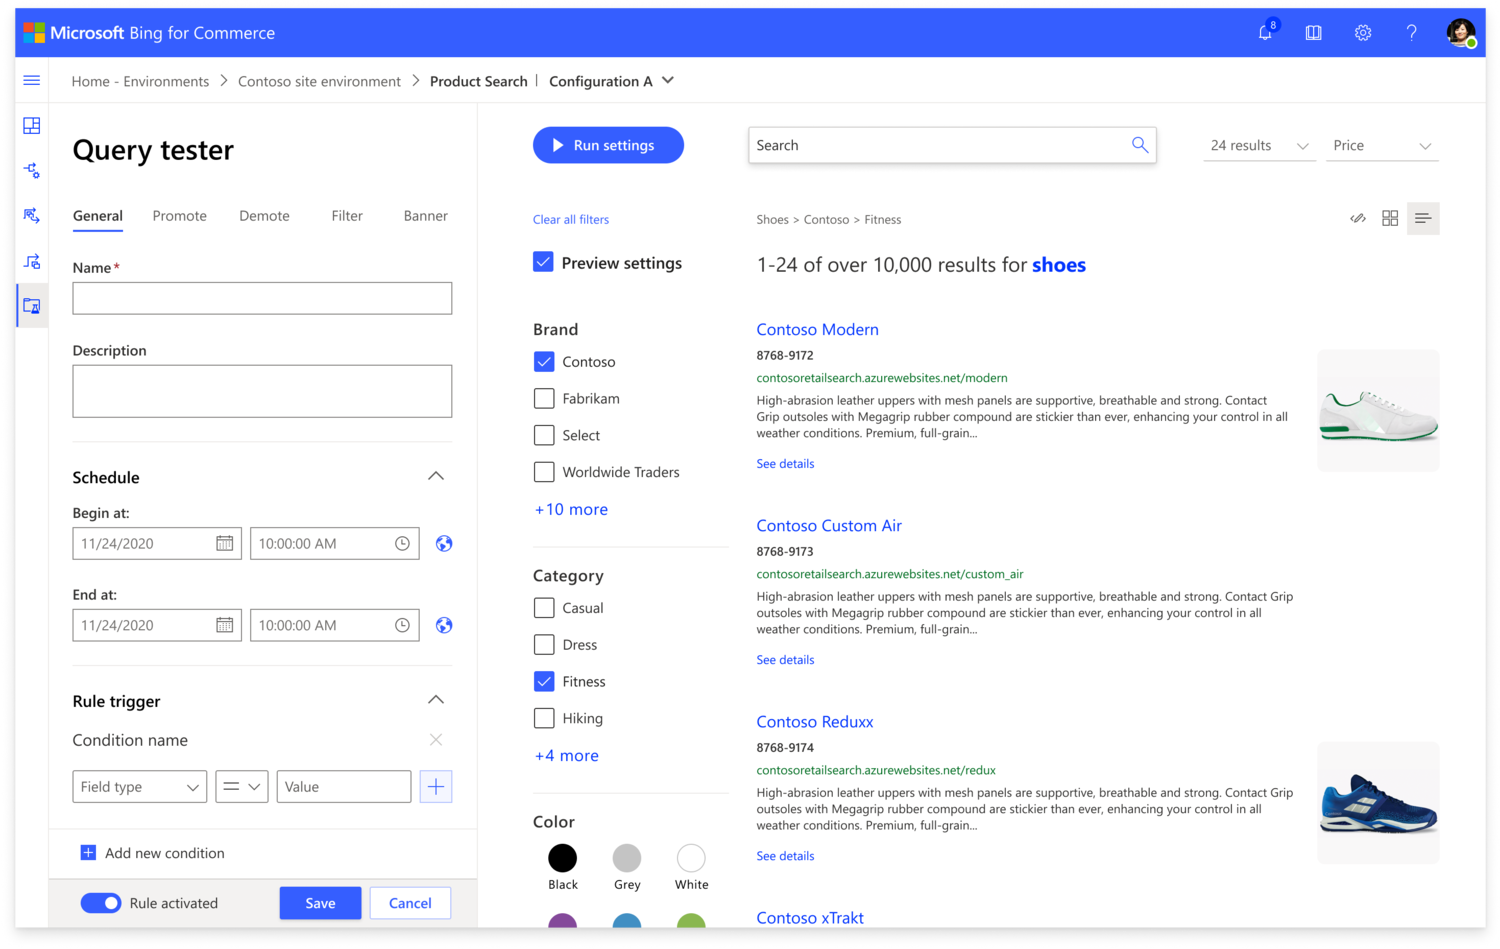 Microsoft Bing for Commerce
8
Home - Environments > Contoso site environment > Product Search | Configuration A
Query tester
General Promote Demote Filter Banner
Name*
Description
Schedule
Begin at:
11/24/2020 10:00:00 AM
End at:
11/24/2020 10:00:00 AM
Rule trigger
Condition name
Field type = Value
Add new condition
Rule activated Save Cancel
Run settings
Search
24 results Price
Clear all filters
Preview settings
Brand
Contoso
Fabrikam
Select
Worldwide Traders
+10 more
Category
Casual
Dress
Fitness
Hiking
+4 more
Color
Black Grey White
Shoes > Contoso > Fitness
1-24 of over 10,000 results for shoes
Contoso Modern
8768-9172
contosoretailsearch.azurewebsites.net/modern
High-abrasion leather uppers with mesh panels are supportive, breathable and strong. Contact
Grip outsoles with Megagrip rubber compound are stickier than ever, enhancing your control in all
weather conditions. Premium, full-grain...
See details
Contoso Custom Air
8768-9173
contosoretailsearch.azurewebsites.net/custom_air
High-abrasion leather uppers with mesh panels are supportive, breathable and strong. Contact Grip
outsoles with Megagrip rubber compound are stickier than ever, enhancing your control in all
weather conditions. Premium, full-grain...
See details
Contoso Reduxx
8768-9174
contosoretailsearch.azurewebsites.net/redux
High-abrasion leather uppers with mesh panels are supportive, breathable and strong. Contact Grip
outsoles with Megagrip rubber compound are stickier than ever, enhancing your control in all
weather conditions. Premium, full-grain...
See details
Contoso xTrakt